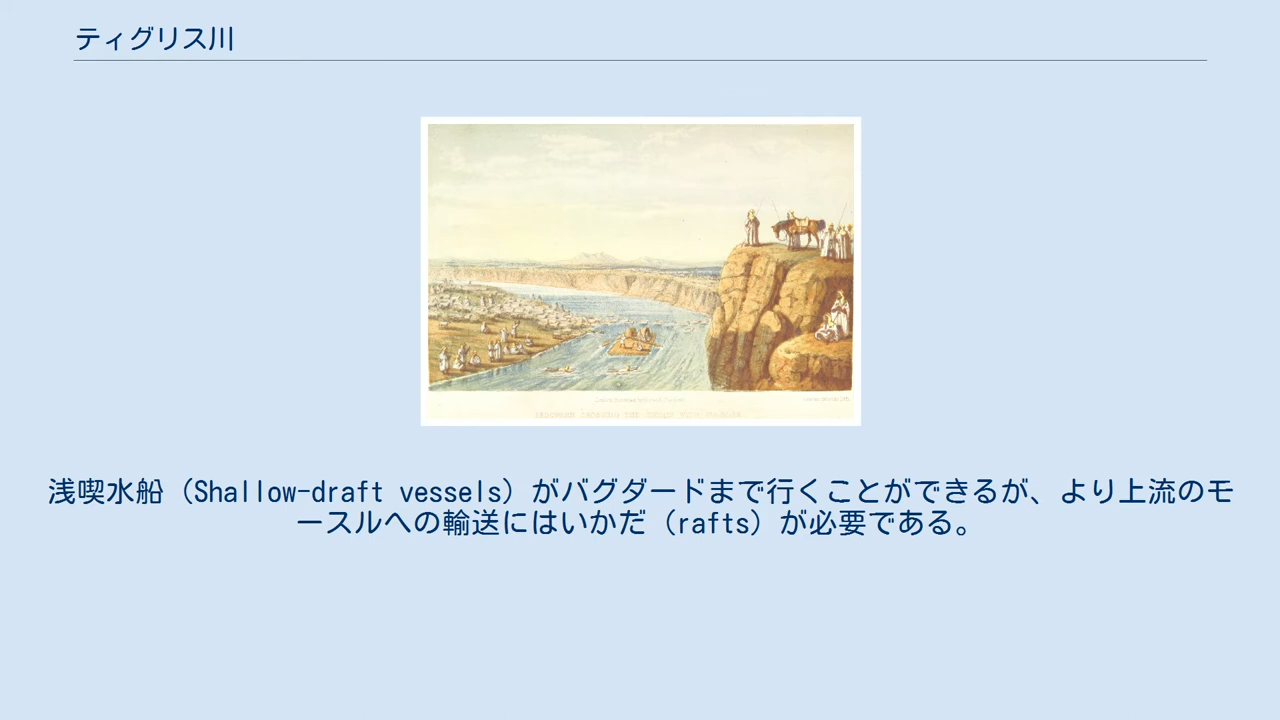 ティグリス川
浅喫水船（Shallow-draft vessels）がバグダードまで行くことができるが、より上流のモ
ースルへの輸送にはいかだ（rafts）が必要である。